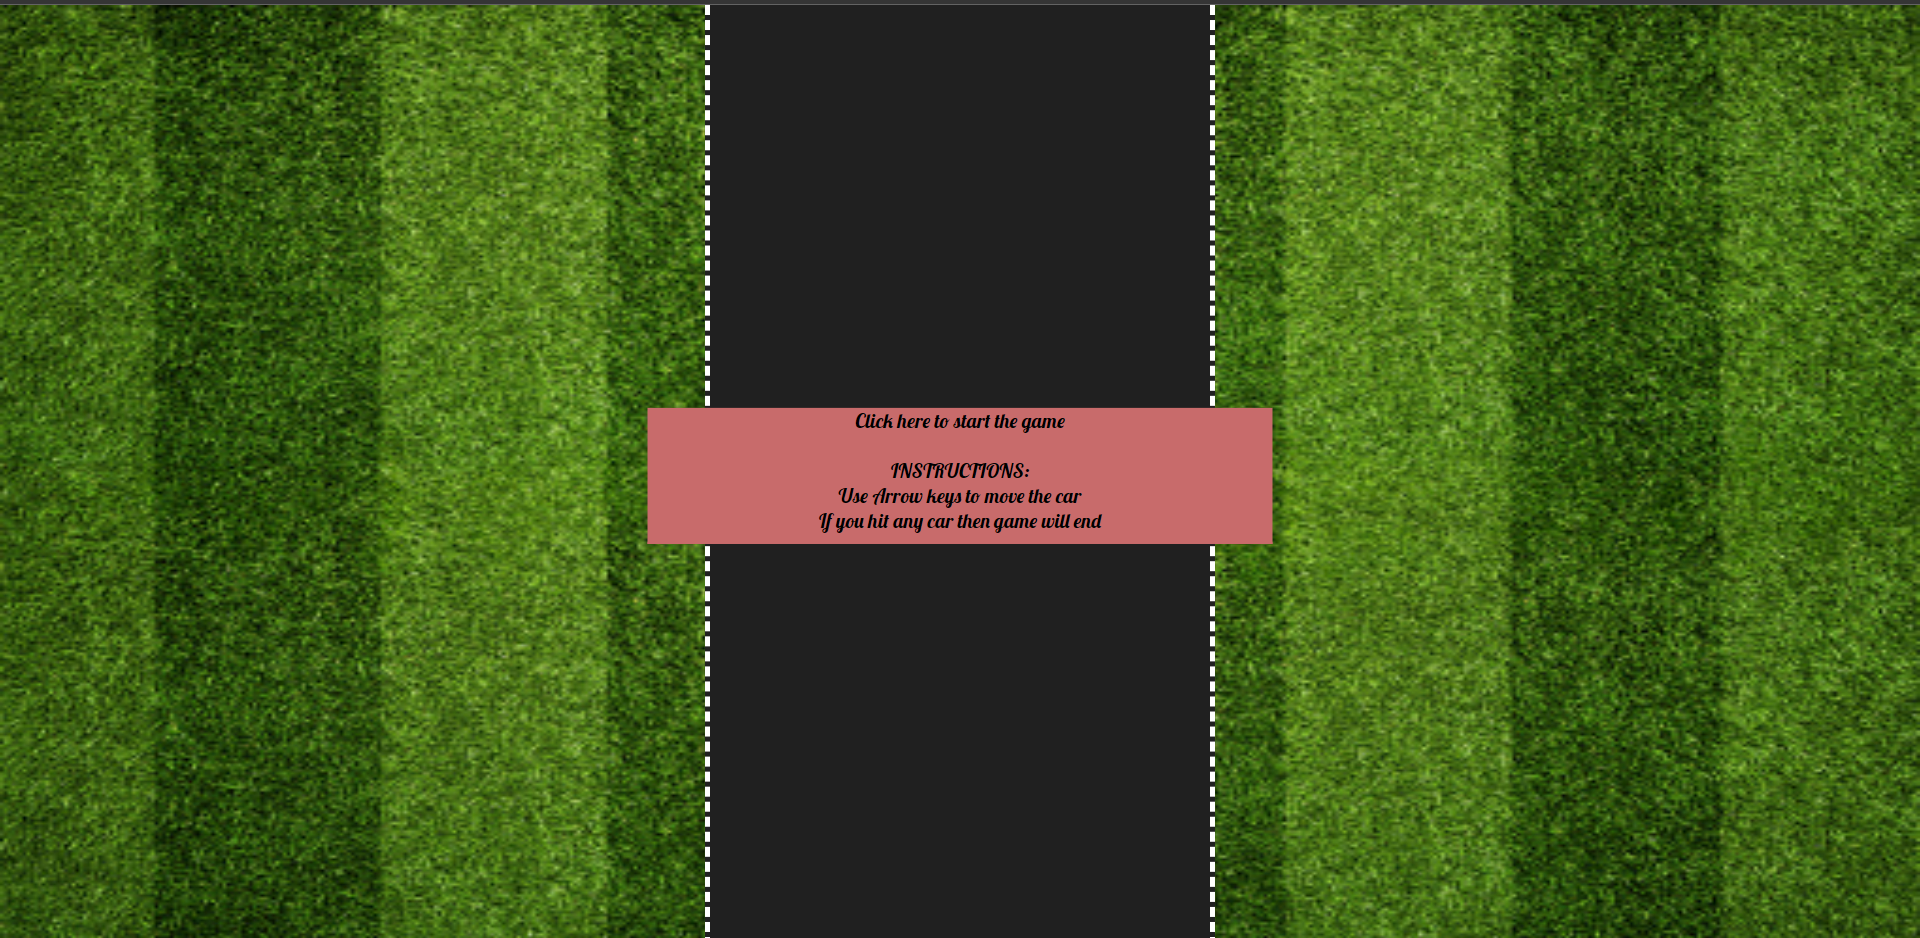 Click here to start the game
INSTRUCTIONS:
Use Arrow keys to move the car
If you hit any car then game will end